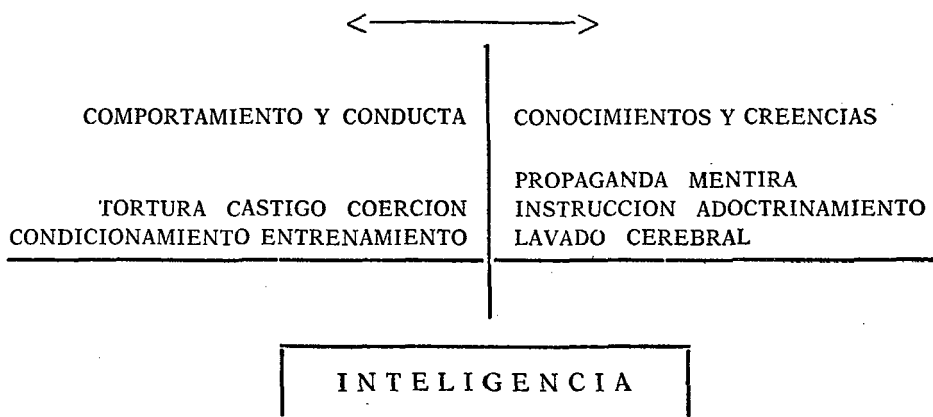 COMPORTAMIENTO Y CONDUCTA
TORTURA CASTIGO COERCION
CONDICIONAMIENTO ENTRENAMIENTO
CONOCIMIENTOS Y CREENCIAS
PROPAGANDA MENTIRA
INSTRUCCION ADOCTRINAMIENTO
LAVADO CEREBRAL
INTELIGENCIA